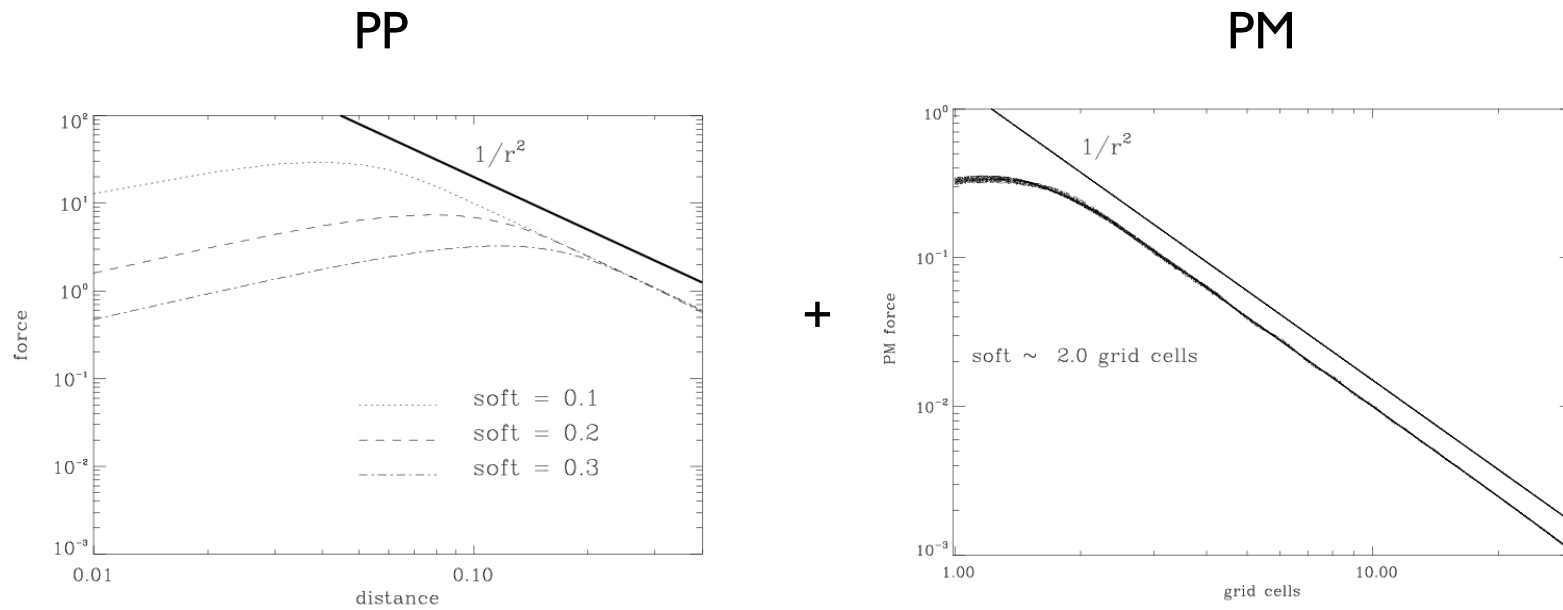 PP
PM
10²
10¹
10⁰
10⁻¹
10⁻²
10⁻³
0.01
0.10
distance
force
1/r²
soft = 0.1
soft = 0.2
soft = 0.3
+
10⁰
10⁻¹
10⁻²
10⁻³
1.00
10.00
grid cells
PM force
1/r²
soft ~ 2.0 grid cells